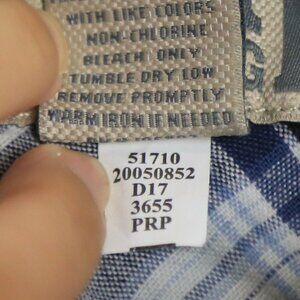 WITH LIKE COLORS
NON-CHLORINE
BLEACH ONLY
TUMBLE DRY LOW
REMOVE PROMPTLY
WARM IRON IF NEEDED
51710
20050852
D17
3655
PRP